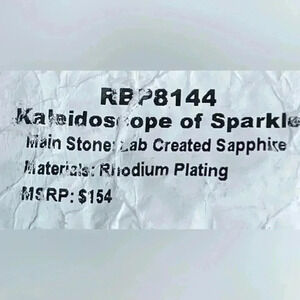 RBP8144
Kaleidoscope of Sparkle
Main Stone: Lab Created Sapphire
Materials: Rhodium Plating
MSRP: $154